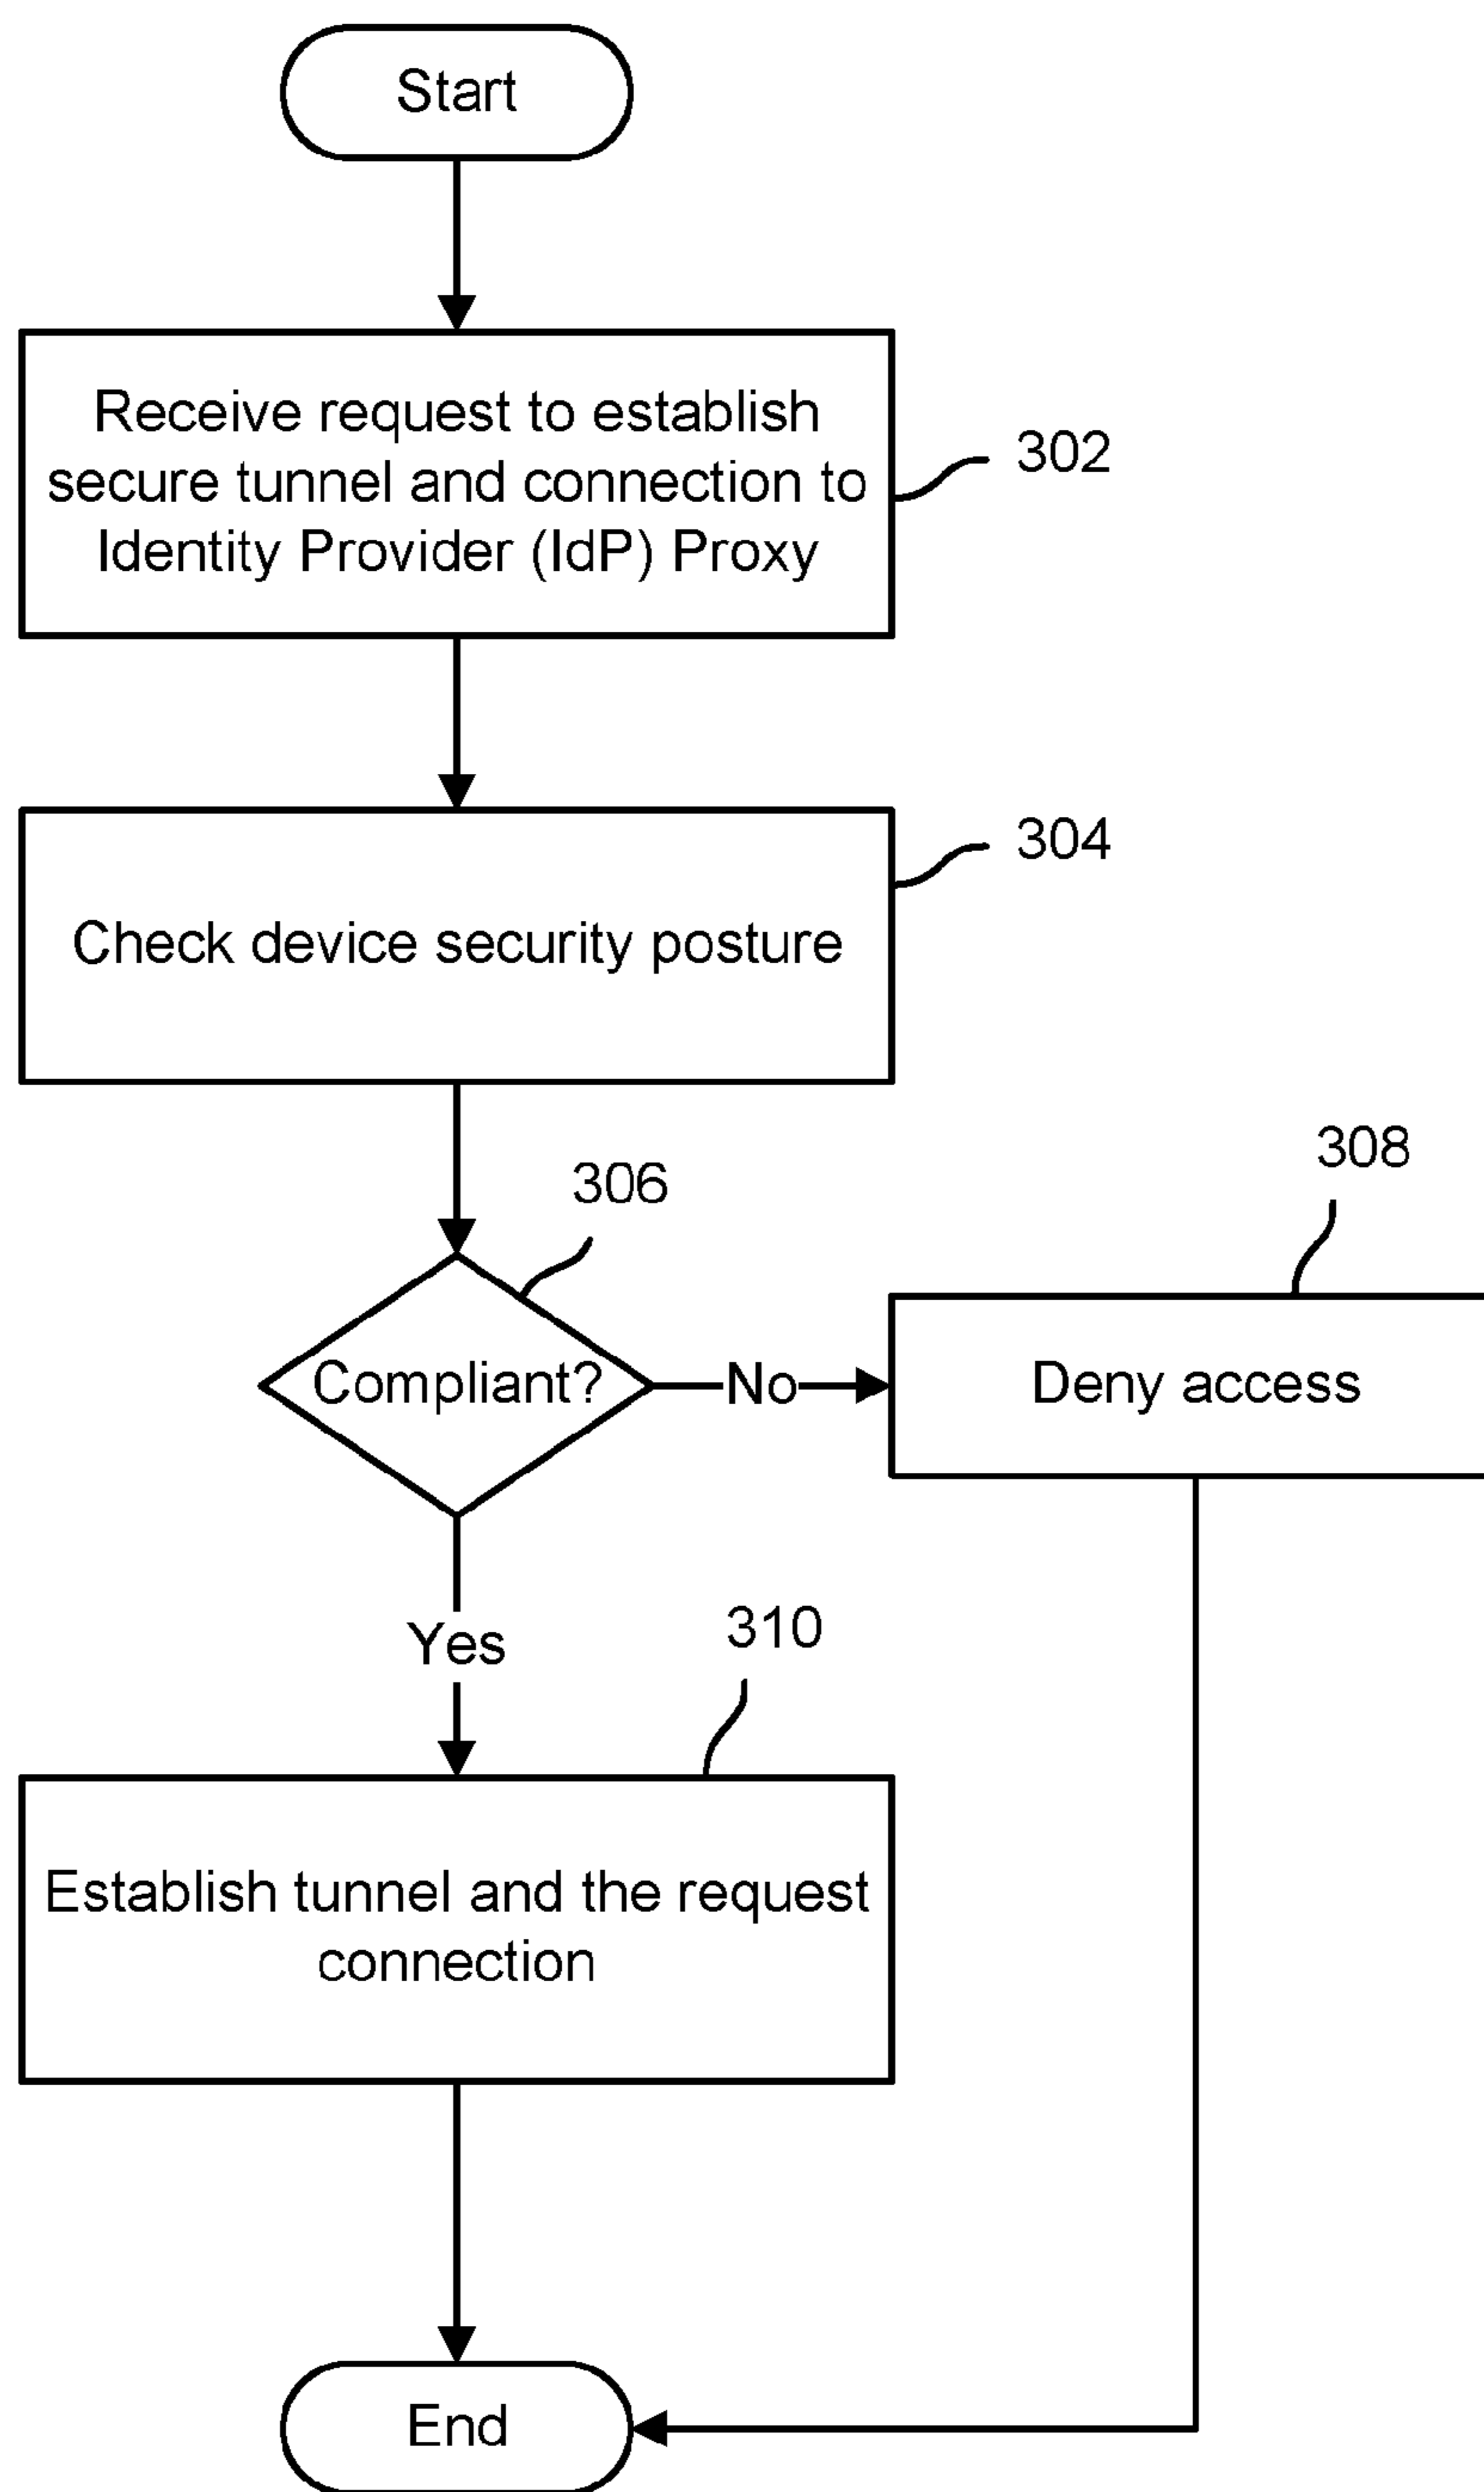 Start
Receive request to establish
secure tunnel and connection to
Identity Provider (IdP) Proxy
302
Check device security posture
304
306
Compliant?
No
308
Deny access
Yes
310
Establish tunnel and the request
connection
End